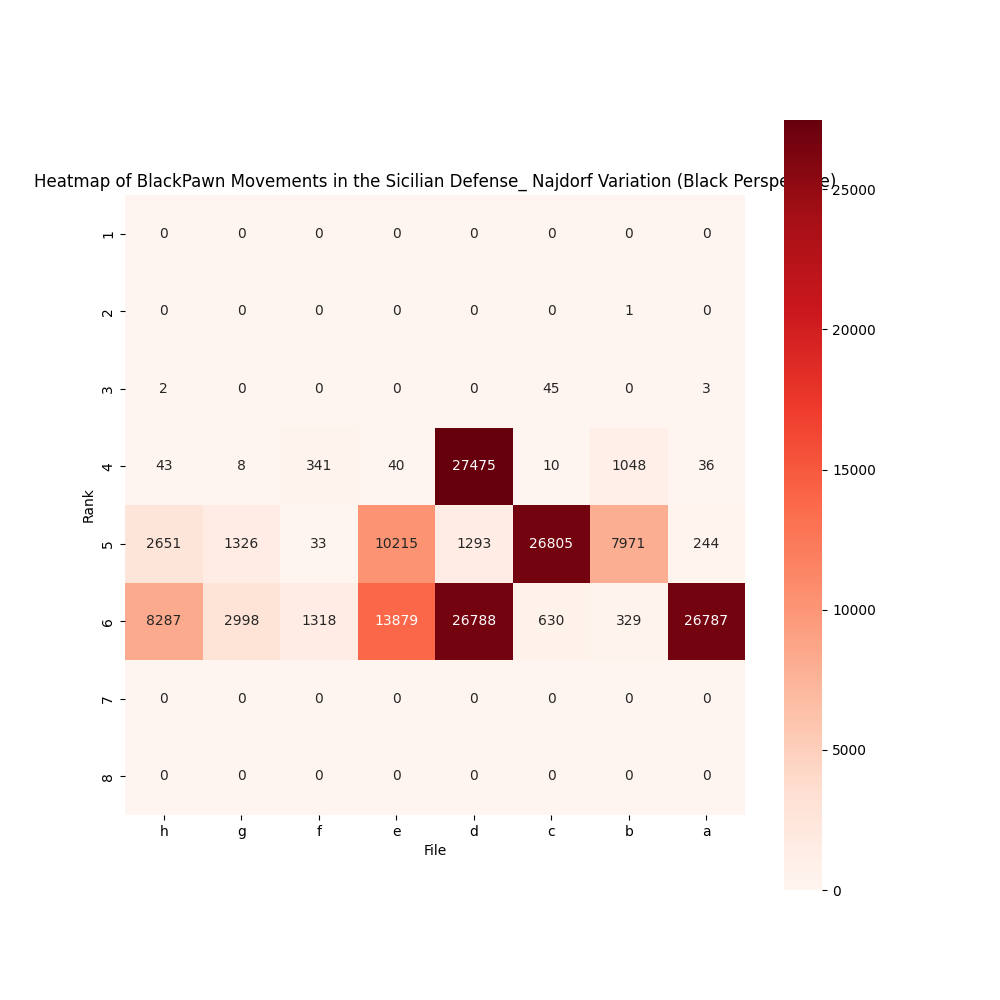 Heatmap of BlackPawn Movements in the Sicilian Defense_ Najdorf Variation (Black Perspe e)
25000
1 0 0 0 0 0 0 0 0
2 0 0 0 0 0 0 1 0
20000
3 2 0 0 0 0 45 0 3
4 43 8 341 40 27475 10 1048 36
15000
Rank
5 2651 1326 33 10215 1293 26805 7971 244
10000
6 8287 2998 1318 13879 26788 630 329 26787
7 0 0 0 0 0 0 0 0
5000
8 0 0 0 0 0 0 0 0
h g f e d c b a
File
0